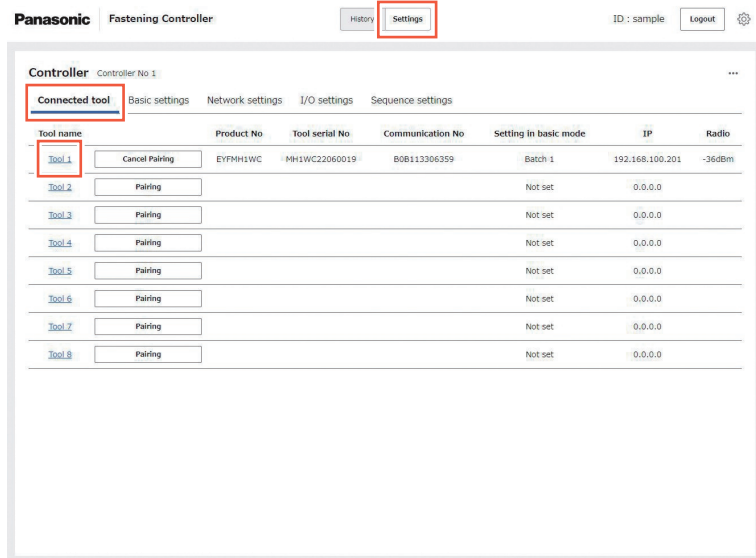 Panasonic Fastening Controller History Settings ID : sample Logout
Controller Controller No 1 ...
Connected tool Basic settings Network settings I/O settings Sequence settings
Tool name Product No Tool serial No Communication No Setting in basic mode IP Radio
Tool 1 Cancel Pairing EYFMH1WC MH1WC22060019 B0B113306359 Batch 1 192.168.100.201 -36dBm
Tool 2 Pairing Not set 0.0.0.0
Tool 3 Pairing Not set 0.0.0.0
Tool 4 Pairing Not set 0.0.0.0
Tool 5 Pairing Not set 0.0.0.0
Tool 6 Pairing Not set 0.0.0.0
Tool 7 Pairing Not set 0.0.0.0
Tool 8 Pairing Not set 0.0.0.0